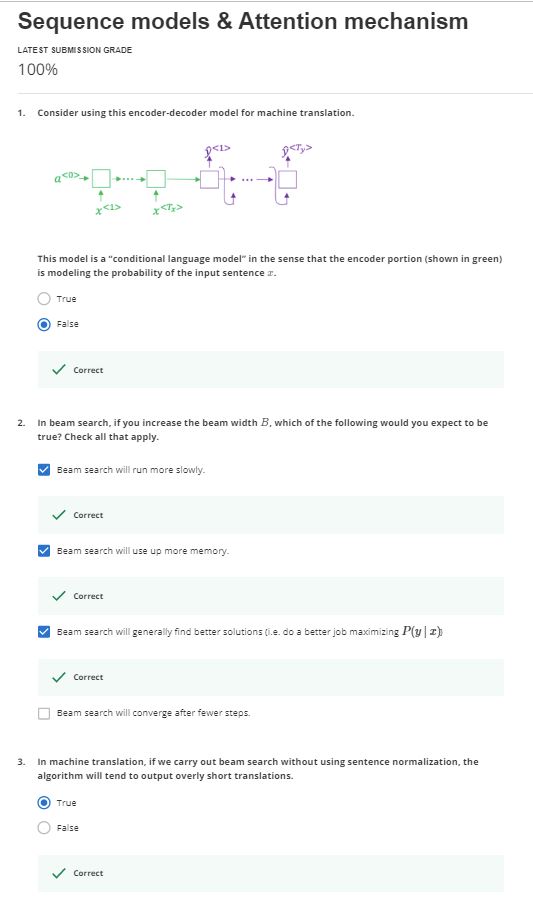 Sequence models & Attention mechanism
LATEST SUBMISSION GRADE
100%
1. Consider using this encoder-decoder model for machine translation.
ŷ<1> ŷ<Ty>
a<0>
x<1> x<Tx>
This model is a "conditional language model" in the sense that the encoder portion (shown in green)
is modeling the probability of the input sentence x.
True
False
Correct
2. In beam search, if you increase the beam width B, which of the following would you expect to be
true? Check all that apply.
Beam search will run more slowly.
Correct
Beam search will use up more memory.
Correct
Beam search will generally find better solutions (i.e. do a better job maximizing P(y | x))
Correct
Beam search will converge after fewer steps.
3. In machine translation, if we carry out beam search without using sentence normalization, the
algorithm will tend to output overly short translations.
True
False
Correct